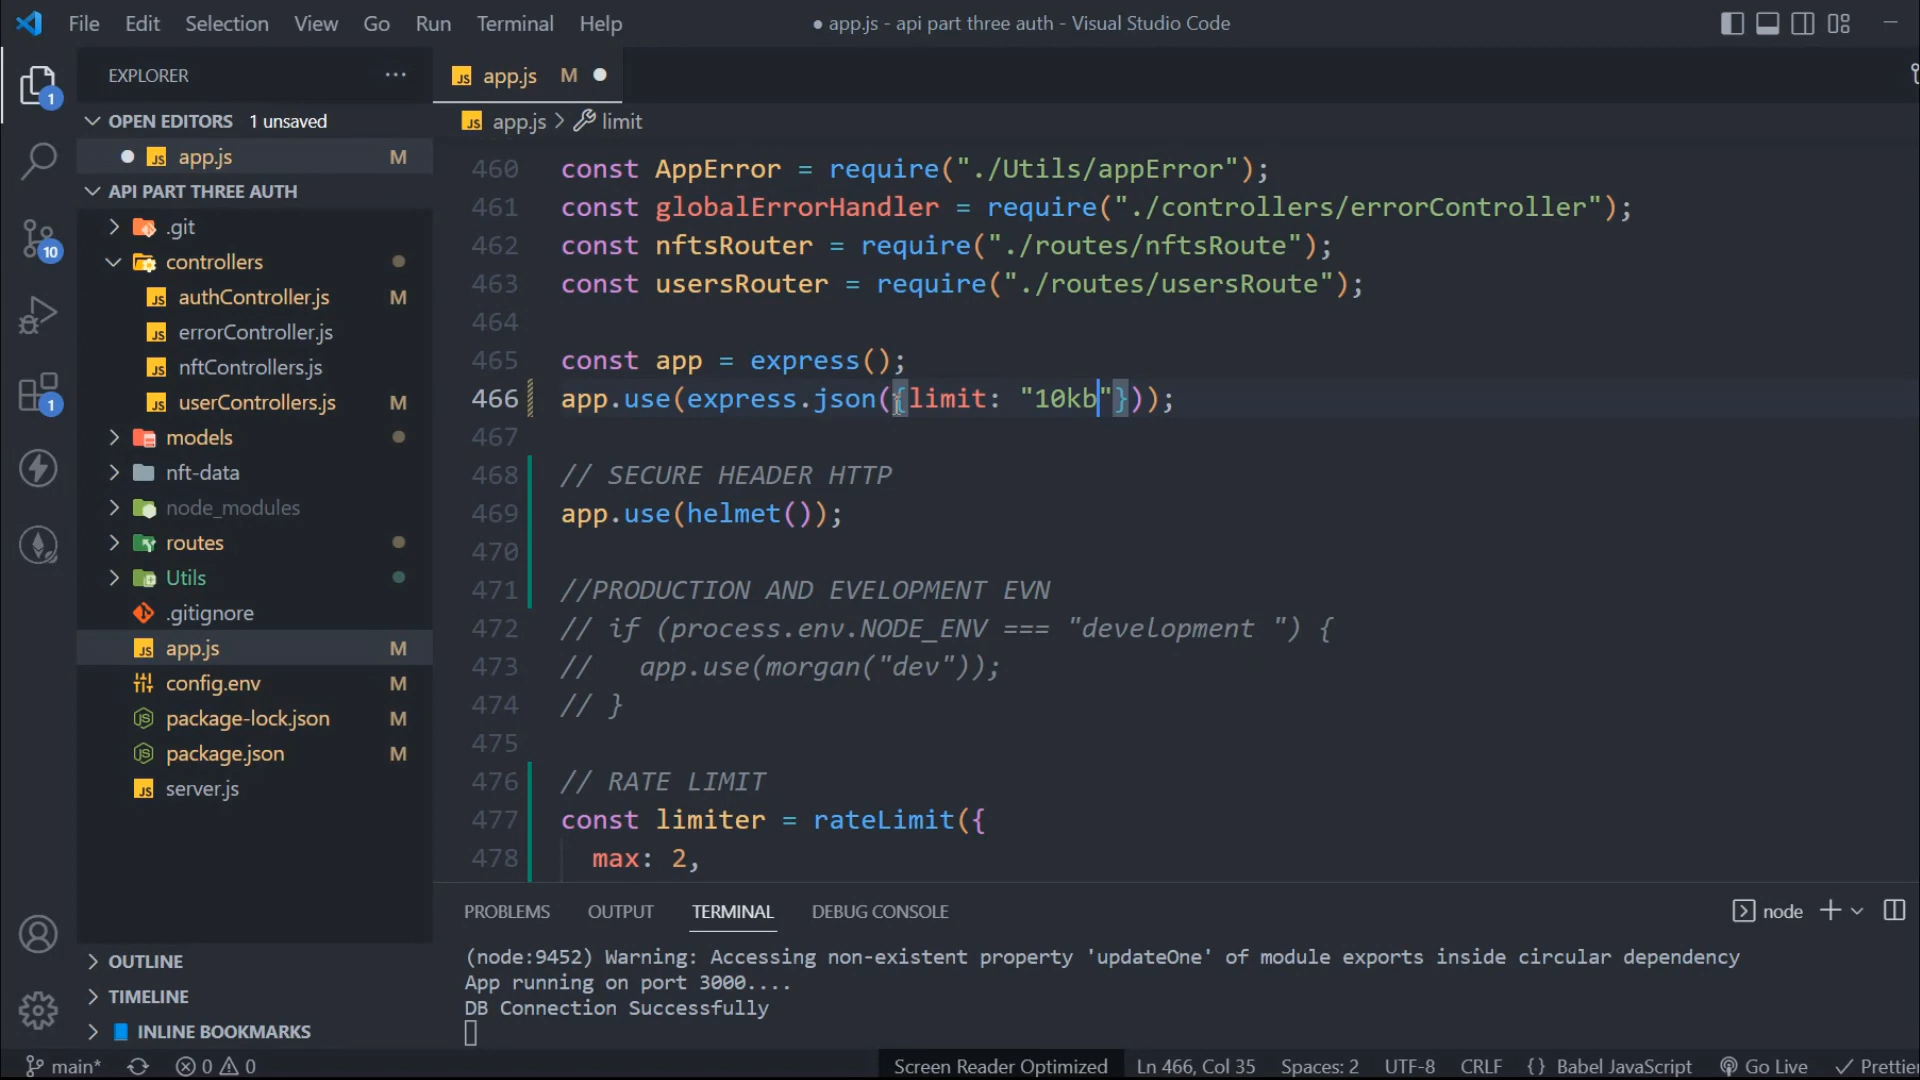 File Edit Selection View Go Run Terminal Help
● app.js - api part three auth - Visual Studio Code
EXPLORER
OPEN EDITORS 1 unsaved
app.js M
API PART THREE AUTH
.git
controllers
authController.js M
errorController.js
nftControllers.js
userControllers.js M
models
nft-data
node_modules
routes
Utils
.gitignore
app.js M
config.env M
package-lock.json M
package.json M
server.js
OUTLINE
TIMELINE
INLINE BOOKMARKS
1
10
1
app.js M
app.js > limit
460 const AppError = require("./Utils/appError");
461 const globalErrorHandler = require("./controllers/errorController");
462 const nftsRouter = require("./routes/nftsRoute");
463 const usersRouter = require("./routes/usersRoute");
464
465 const app = express();
466 app.use(express.json({limit: "10kb"}));
467
468 // SECURE HEADER HTTP
469 app.use(helmet());
470
471 //PRODUCTION AND EVELOPMENT EVN
472 // if (process.env.NODE_ENV === "development ") {
473 //   app.use(morgan("dev"));
474 // }
475
476 // RATE LIMIT
477 const limiter = rateLimit({
478   max: 2,
PROBLEMS OUTPUT TERMINAL DEBUG CONSOLE
node
(node:9452) Warning: Accessing non-existent property 'updateOne' of module exports inside circular dependency
App running on port 3000....
DB Connection Successfully
main* 0 0 Screen Reader Optimized Ln 466, Col 35 Spaces: 2 UTF-8 CRLF {} Babel JavaScript Go Live Prettier